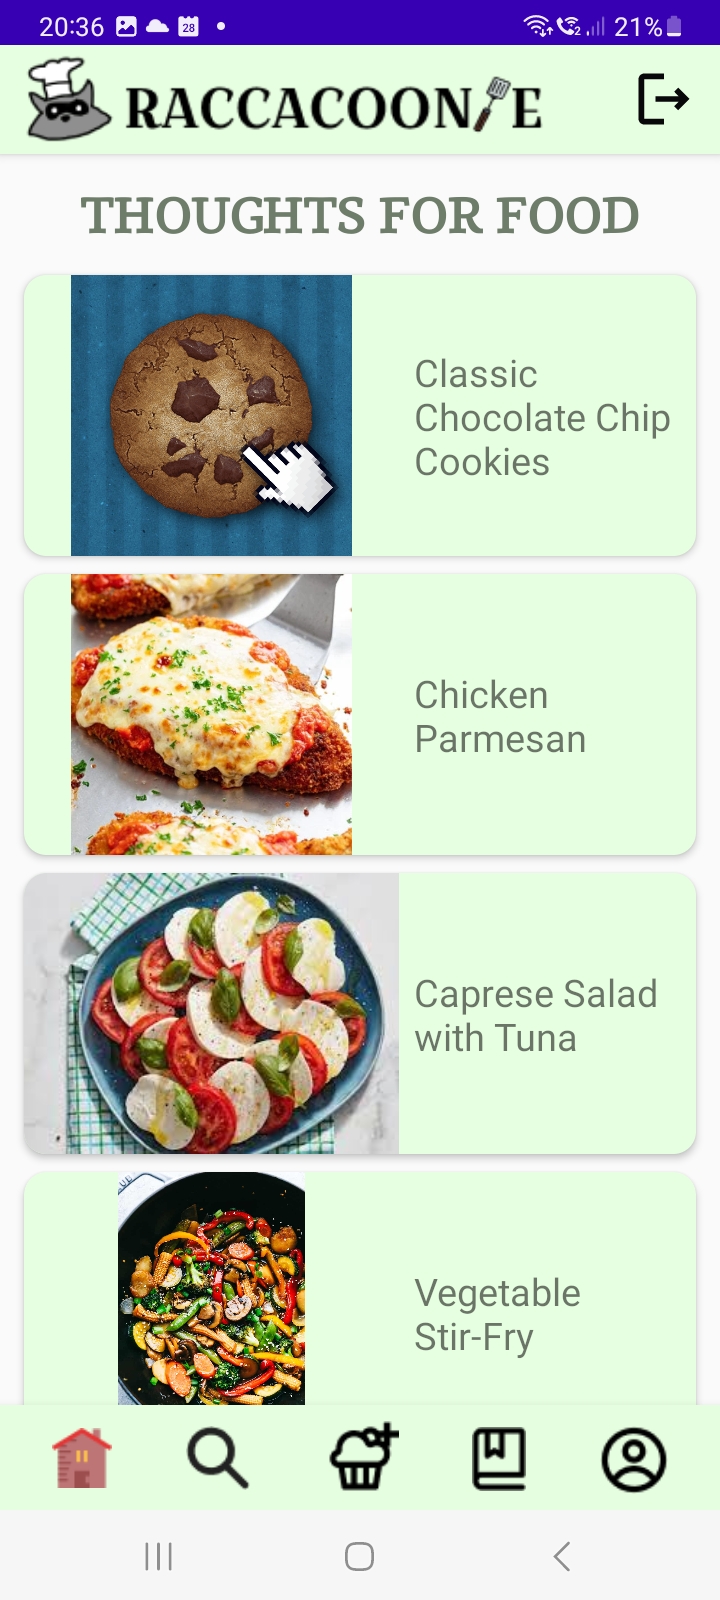 20:36 28 2 21%
RACCACOONIE
THOUGHTS FOR FOOD
Classic
Chocolate Chip
Cookies
Chicken
Parmesan
Caprese Salad
with Tuna
Vegetable
Stir-Fry